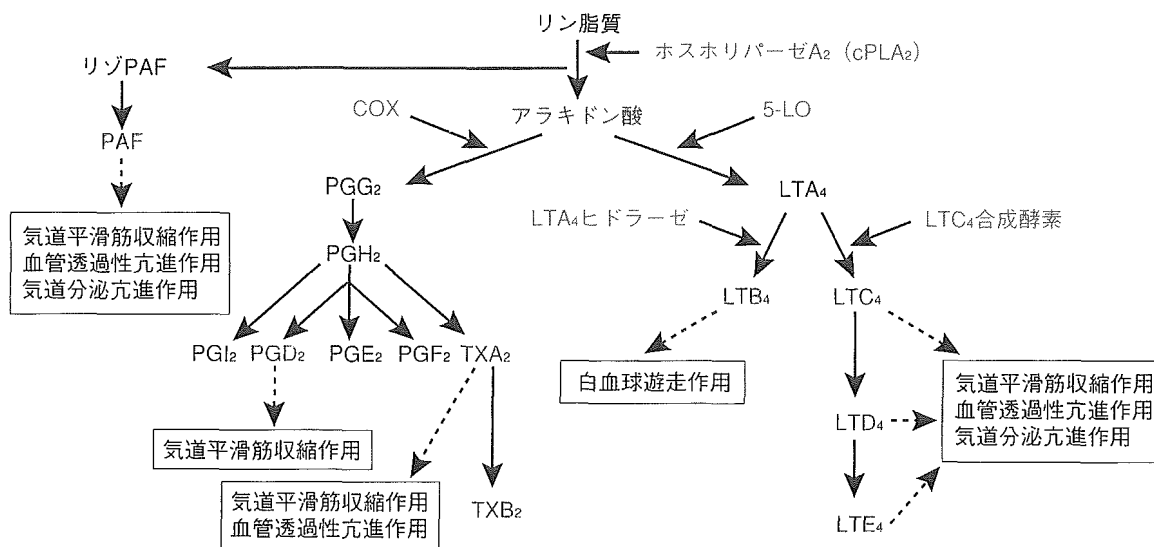 リン脂質
ホスホリパーゼA₂（cPLA₂）
リゾPAF
COX
アラキドン酸
5-LO
PAF
PGG₂
LTA₄
LTA₄ヒドラーゼ
LTC₄合成酵素
気道平滑筋収縮作用
血管透過性亢進作用
気道分泌亢進作用
PGH₂
LTB₄
LTC₄
PGI₂
PGD₂
PGE₂
PGF₂
TXA₂
白血球遊走作用
気道平滑筋収縮作用
血管透過性亢進作用
気道分泌亢進作用
LTD₄
気道平滑筋収縮作用
気道平滑筋収縮作用
血管透過性亢進作用
TXB₂
LTE₄